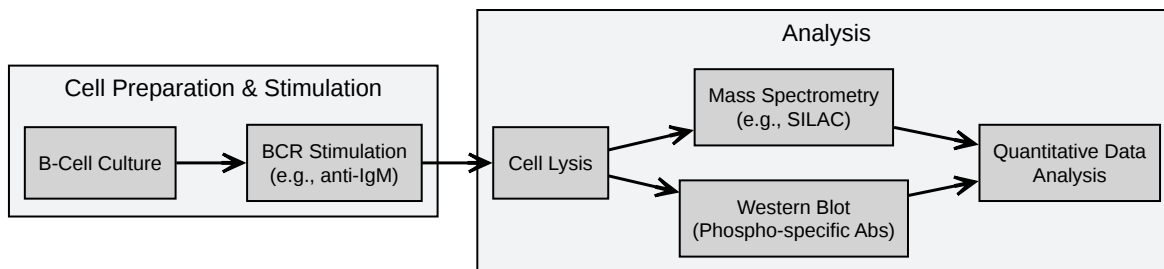 Cell Preparation & Stimulation
B-Cell Culture
BCR Stimulation
(e.g., anti-IgM)
Analysis
Cell Lysis
Mass Spectrometry
(e.g., SILAC)
Western Blot
(Phospho-specific Abs)
Quantitative Data
Analysis